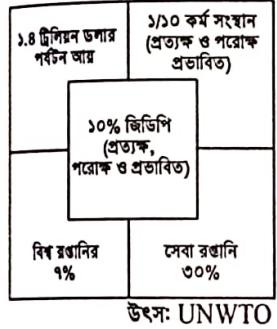 ১.৪ ট্রিলিয়ন ডলার
পর্যটন আয়
১/১০ কর্ম সংস্থান
(প্রত্যক্ষ ও পরোক্ষ
প্রভাবিত)
১০% জিডিপি
(প্রত্যক্ষ,
পরোক্ষ ও প্রভাবিত)
বিশ্ব রপ্তানির
৭%
সেবা রপ্তানি
৩০%
উৎস: UNWTO